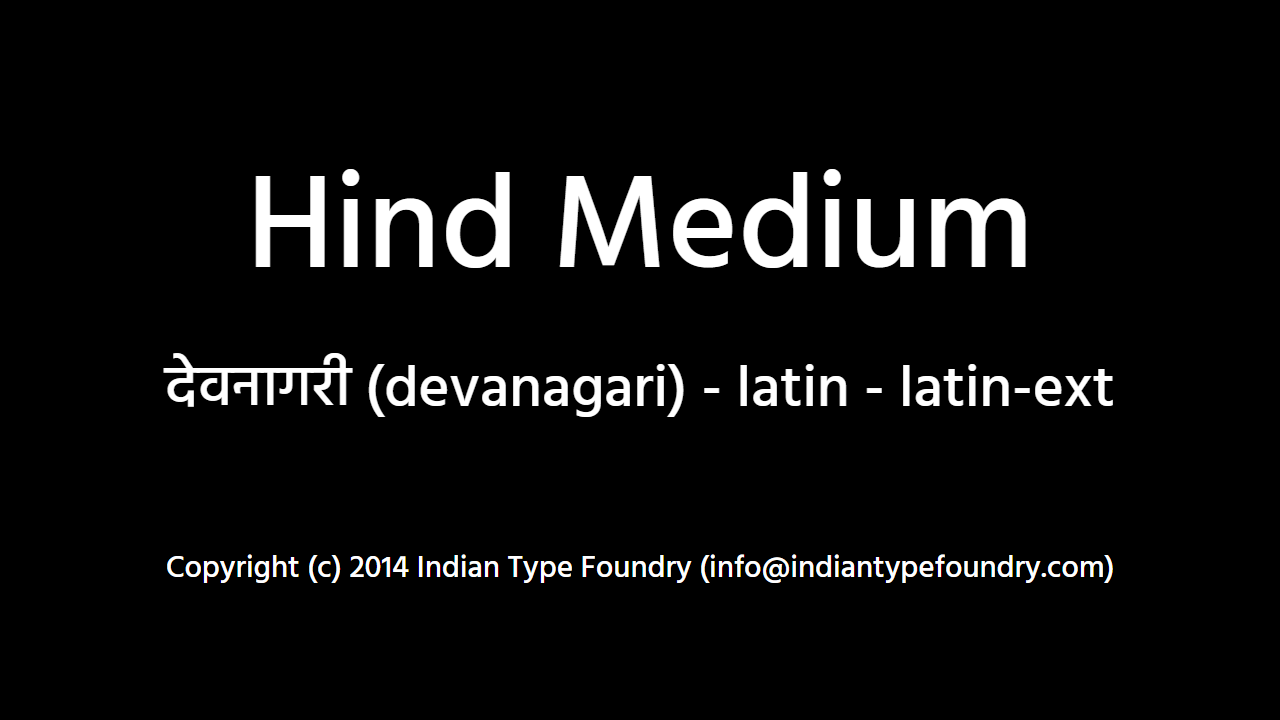 Hind Medium
देवनागरी (devanagari) - latin - latin-ext
Copyright (c) 2014 Indian Type Foundry (info@indiantypefoundry.com)